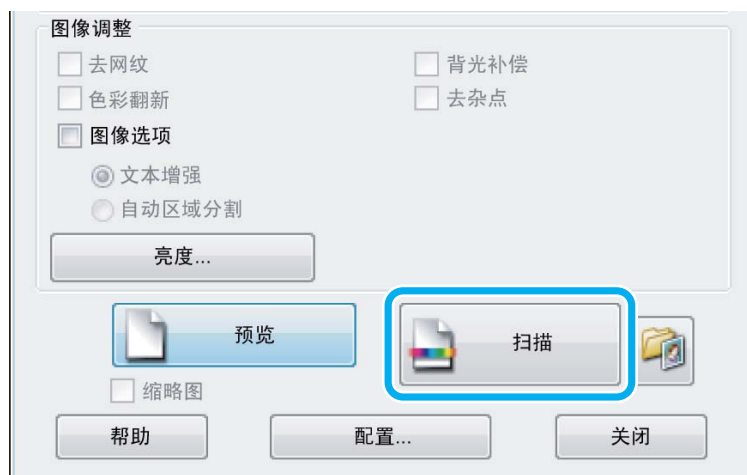 图像调整
去网纹 背光补偿
色彩翻新 去杂点
图像选项
文本增强
自动区域分割
亮度...
预览 扫描
缩略图
帮助 配置... 关闭